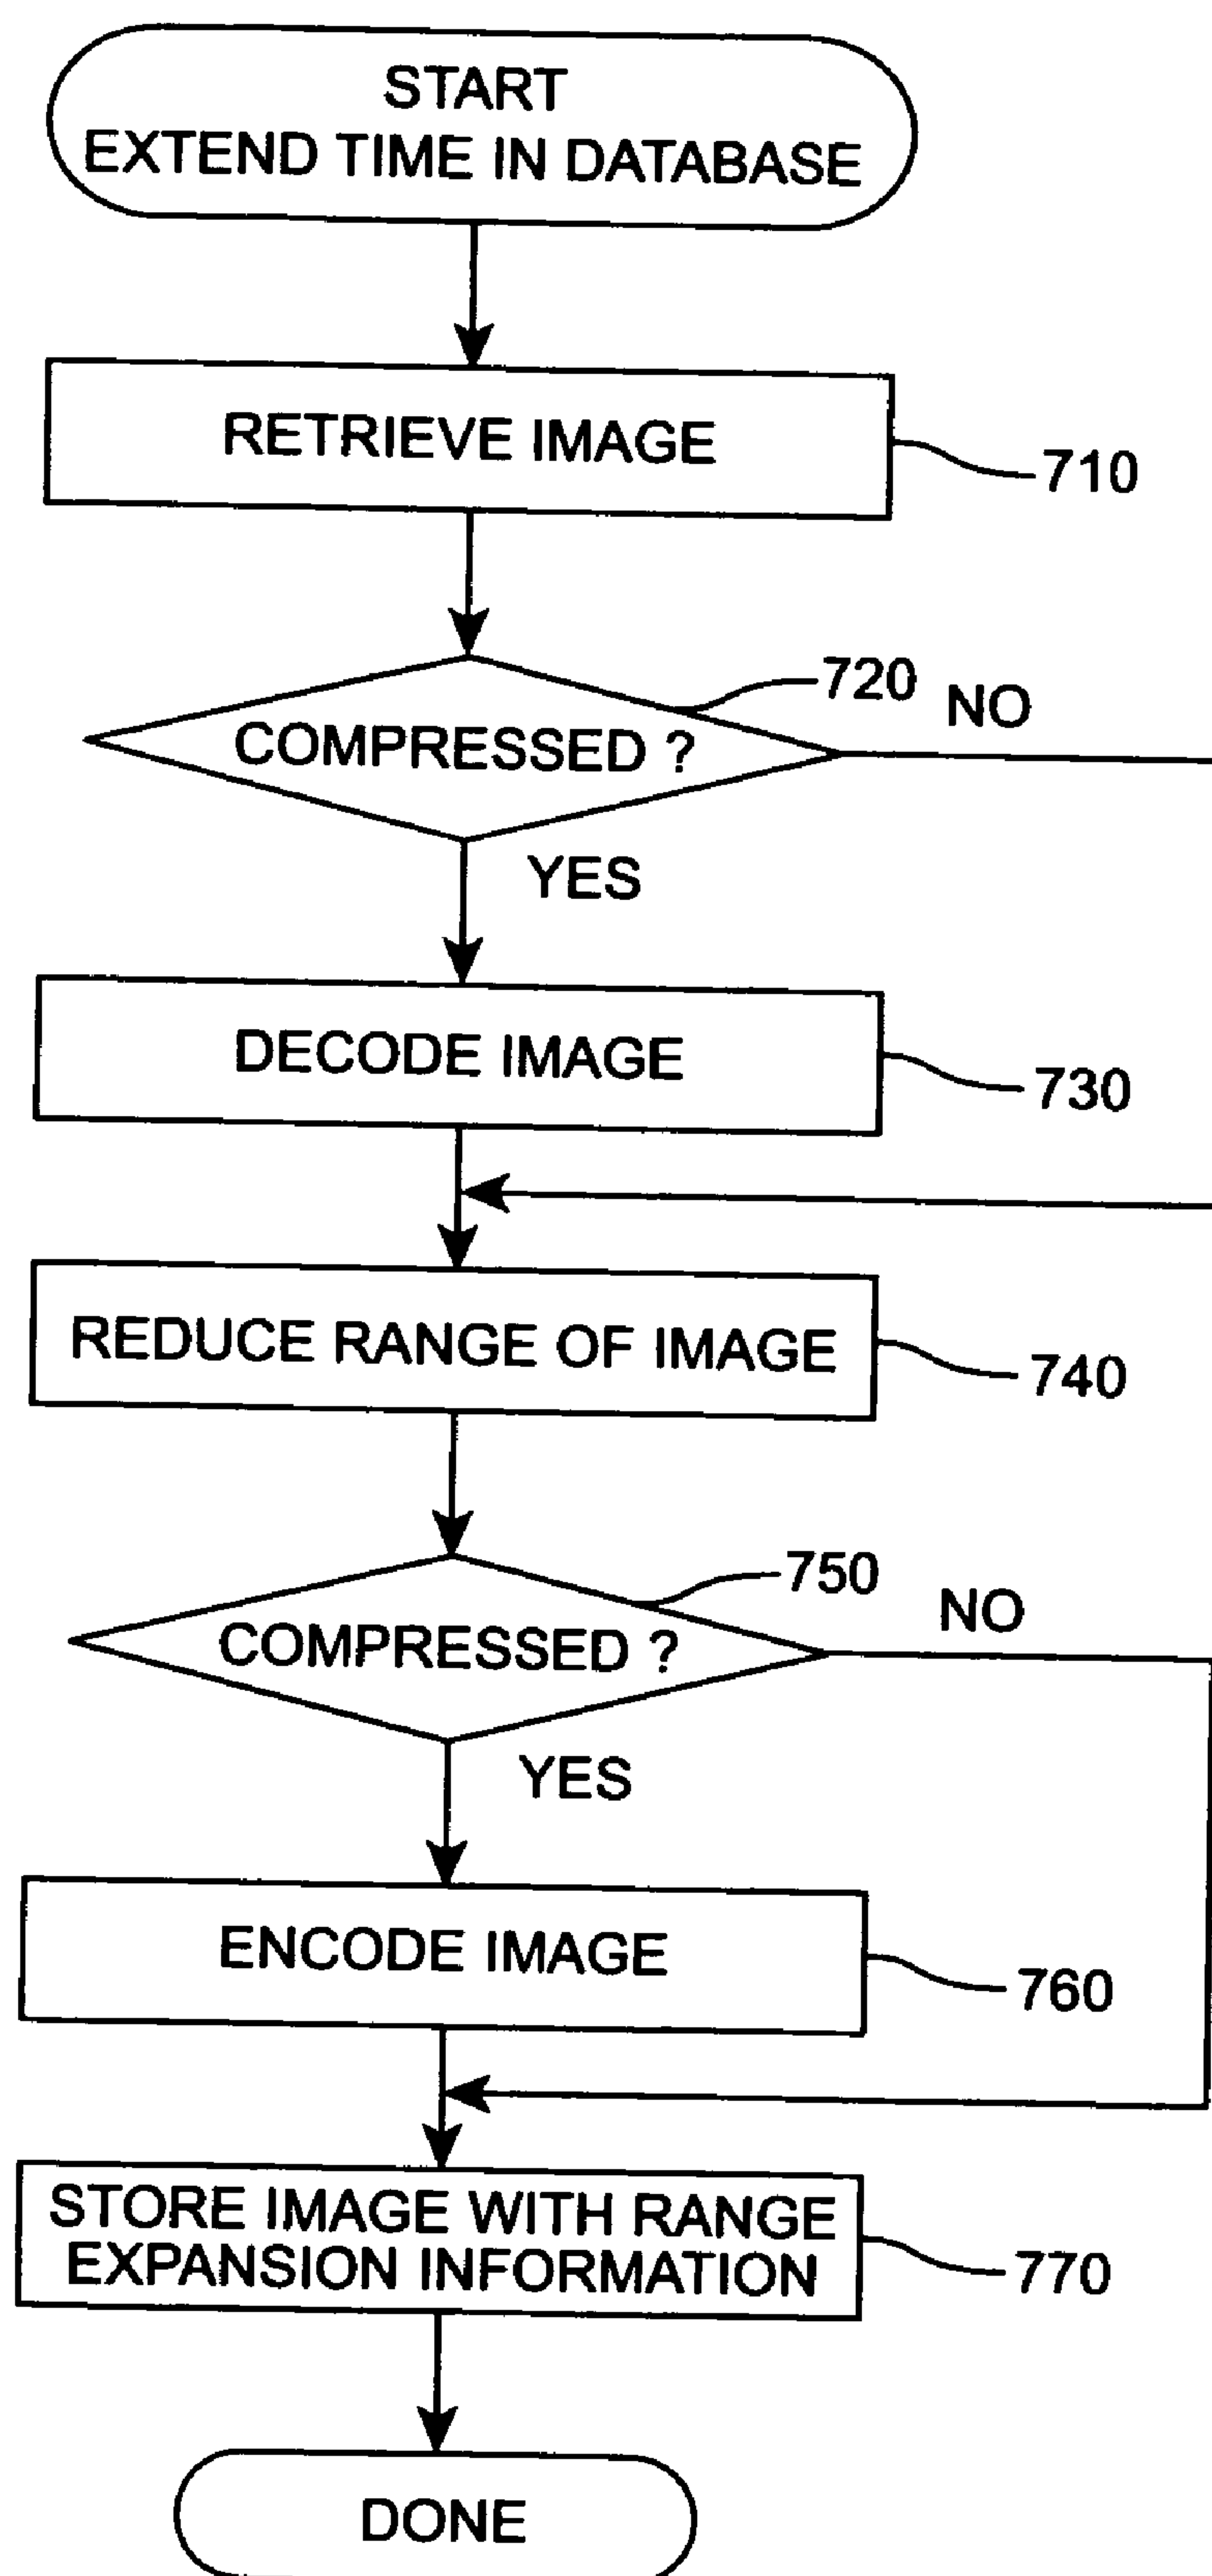 START
EXTEND TIME IN DATABASE
RETRIEVE IMAGE
710
720
NO
COMPRESSED ?
YES
DECODE IMAGE
730
REDUCE RANGE OF IMAGE
740
750
NO
COMPRESSED ?
YES
ENCODE IMAGE
760
STORE IMAGE WITH RANGE
EXPANSION INFORMATION
770
DONE